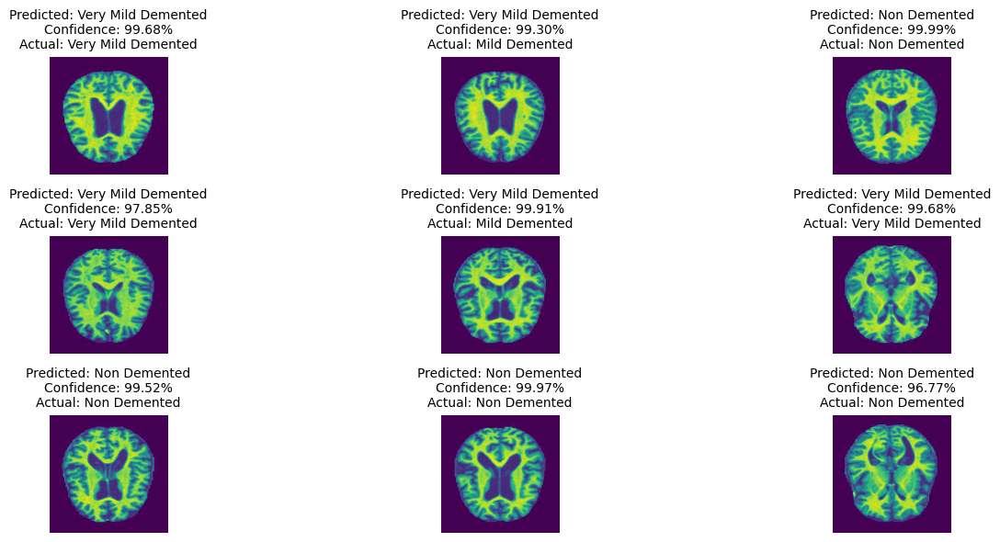 Predicted: Very Mild Demented
Confidence: 99.68%
Actual: Very Mild Demented
Predicted: Very Mild Demented
Confidence: 99.30%
Actual: Mild Demented
Predicted: Non Demented
Confidence: 99.99%
Actual: Non Demented
Predicted: Very Mild Demented
Confidence: 97.85%
Actual: Very Mild Demented
Predicted: Very Mild Demented
Confidence: 99.91%
Actual: Mild Demented
Predicted: Very Mild Demented
Confidence: 99.68%
Actual: Very Mild Demented
Predicted: Non Demented
Confidence: 99.52%
Actual: Non Demented
Predicted: Non Demented
Confidence: 99.97%
Actual: Non Demented
Predicted: Non Demented
Confidence: 96.77%
Actual: Non Demented